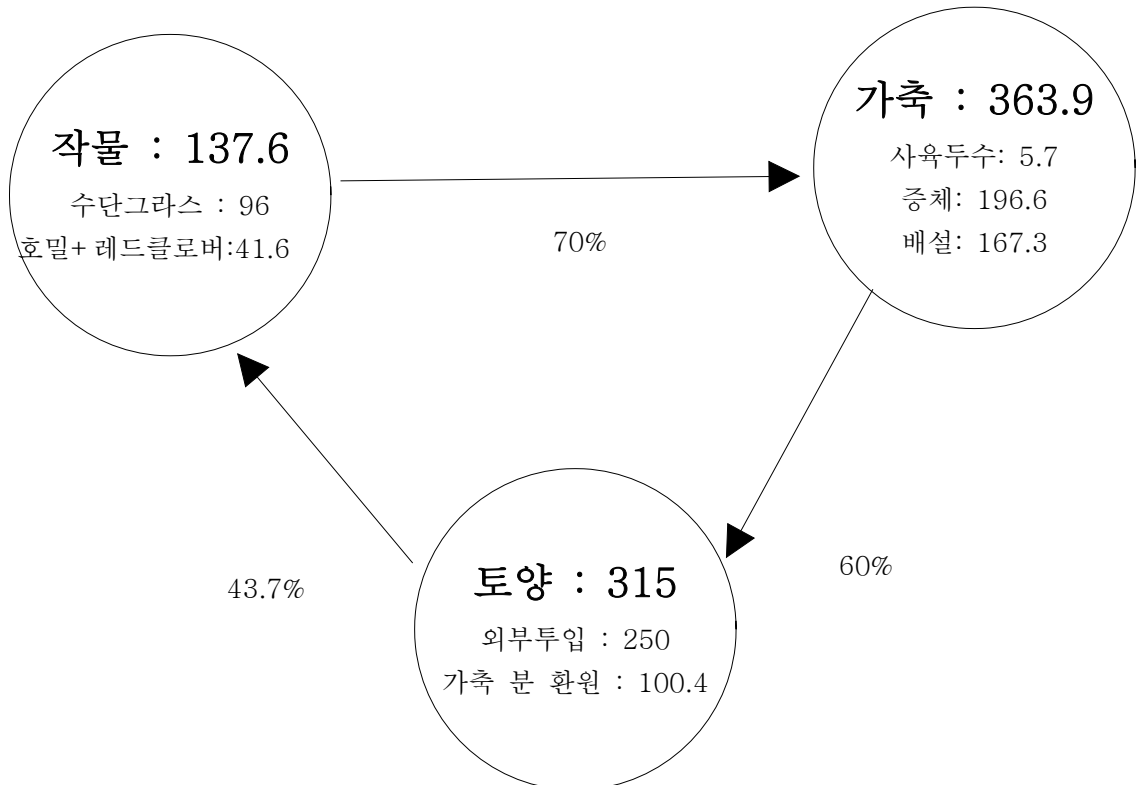 작물 : 137.6
수단그라스 : 96
호밀+ 레드클로버:41.6
70%
가축 : 363.9
사육두수: 5.7
증체: 196.6
배설: 167.3
43.7%
60%
토양 : 315
외부투입 : 250
가축 분 환원 : 100.4